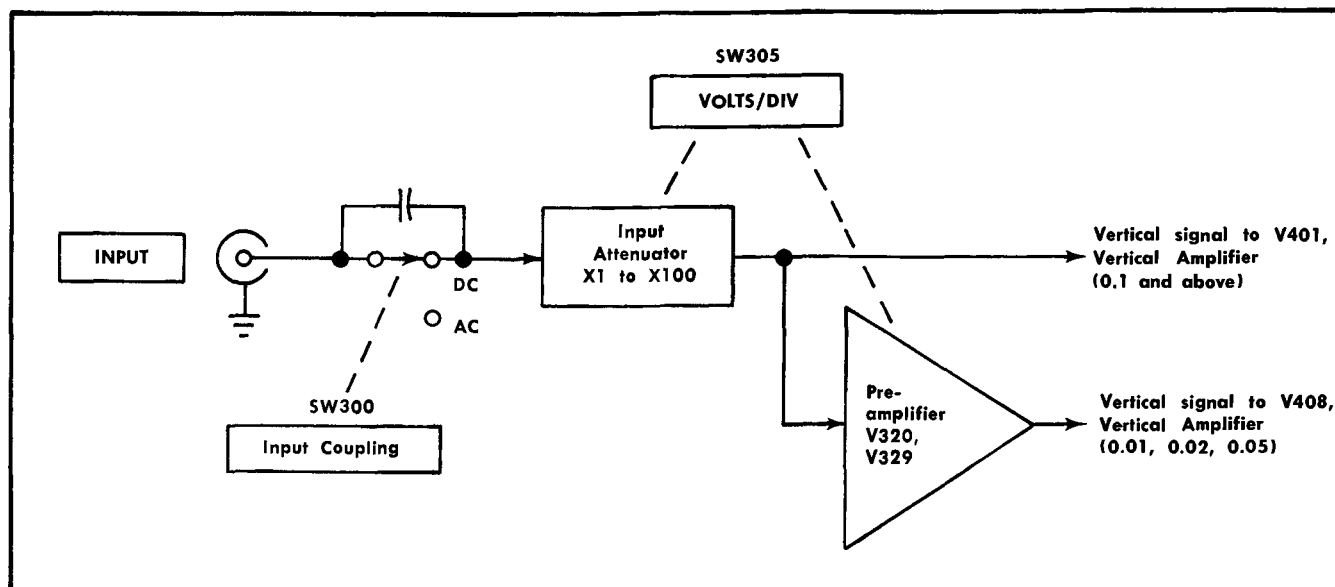 SW305
VOLTS/DIV
INPUT
DC
AC
SW300
Input Coupling
Input
Attenuator
X1 to X100
Pre-
amplifier
V320,
V329
Vertical signal to V401,
Vertical Amplifier
(0.1 and above)
Vertical signal to V408,
Vertical Amplifier
(0.01, 0.02, 0.05)